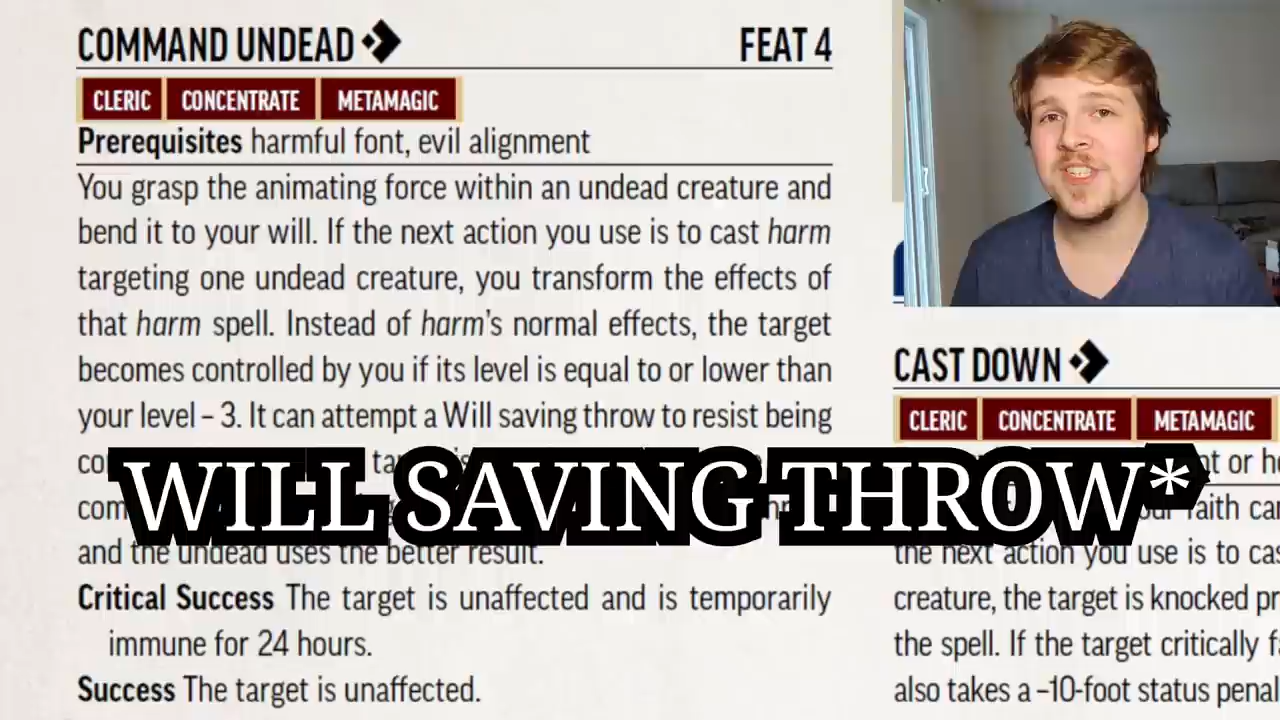 COMMAND UNDEAD
FEAT 4
CLERIC CONCENTRATE METAMAGIC
Prerequisites harmful font, evil alignment
You grasp the animating force within an undead creature and
bend it to your will. If the next action you use is to cast harm
targeting one undead creature, you transform the effects of
that harm spell. Instead of harm's normal effects, the target
becomes controlled by you if its level is equal to or lower than
your level – 3. It can attempt a Will saving throw to resist being
and the undead uses the better result.
Critical Success The target is unaffected and is temporarily
immune for 24 hours.
Success The target is unaffected.
WILL SAVING THROW*
CAST DOWN
CLERIC CONCENTRATE METAMAGIC
the next action you use is to
creature, the target is knocked
the spell. If the target critically
also takes a –10-foot status